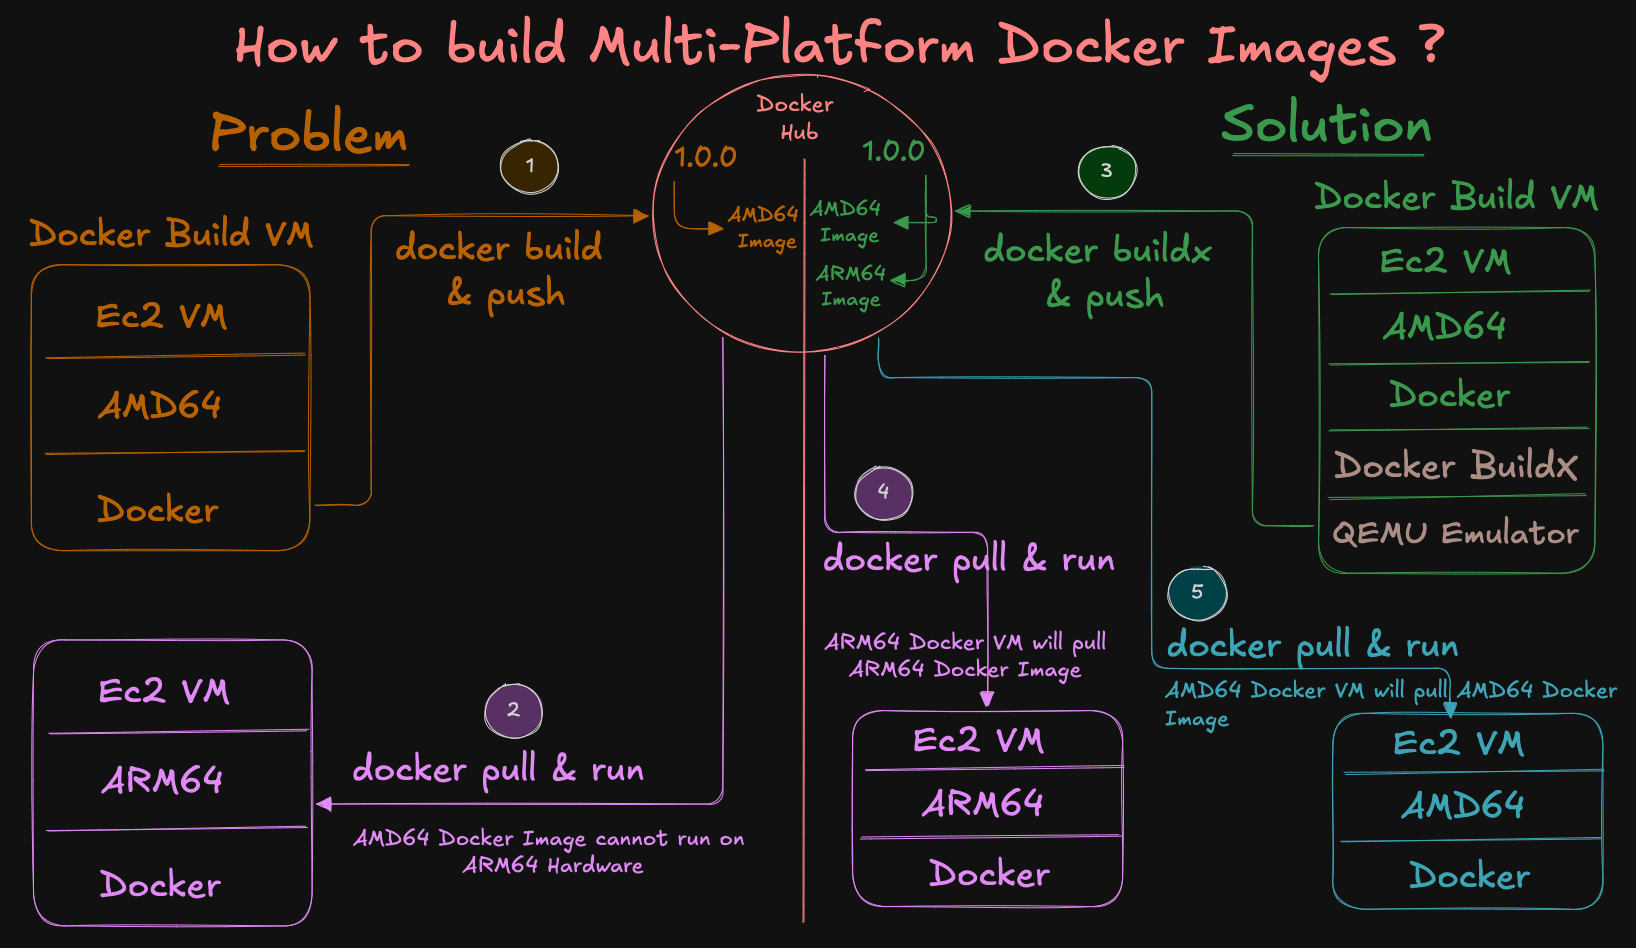 How to build Multi-Platform Docker Images ?
Problem
Docker Build VM
Ec2 VM
AMD64
Docker
1
docker build
& push
Docker
Hub
1.0.0
AMD64
Image
1.0.0
AMD64
Image
ARM64
Image
Ec2 VM
ARM64
Docker
2
docker pull & run
AMD64 Docker Image cannot run on
ARM64 Hardware
Solution
Docker Build VM
Ec2 VM
AMD64
Docker
Docker BuildX
QEMU Emulator
3
docker buildx
& push
4
docker pull & run
ARM64 Docker VM will pull
ARM64 Docker Image
Ec2 VM
ARM64
Docker
5
docker pull & run
AMD64 Docker VM will pull AMD64 Docker
Image
Ec2 VM
AMD64
Docker